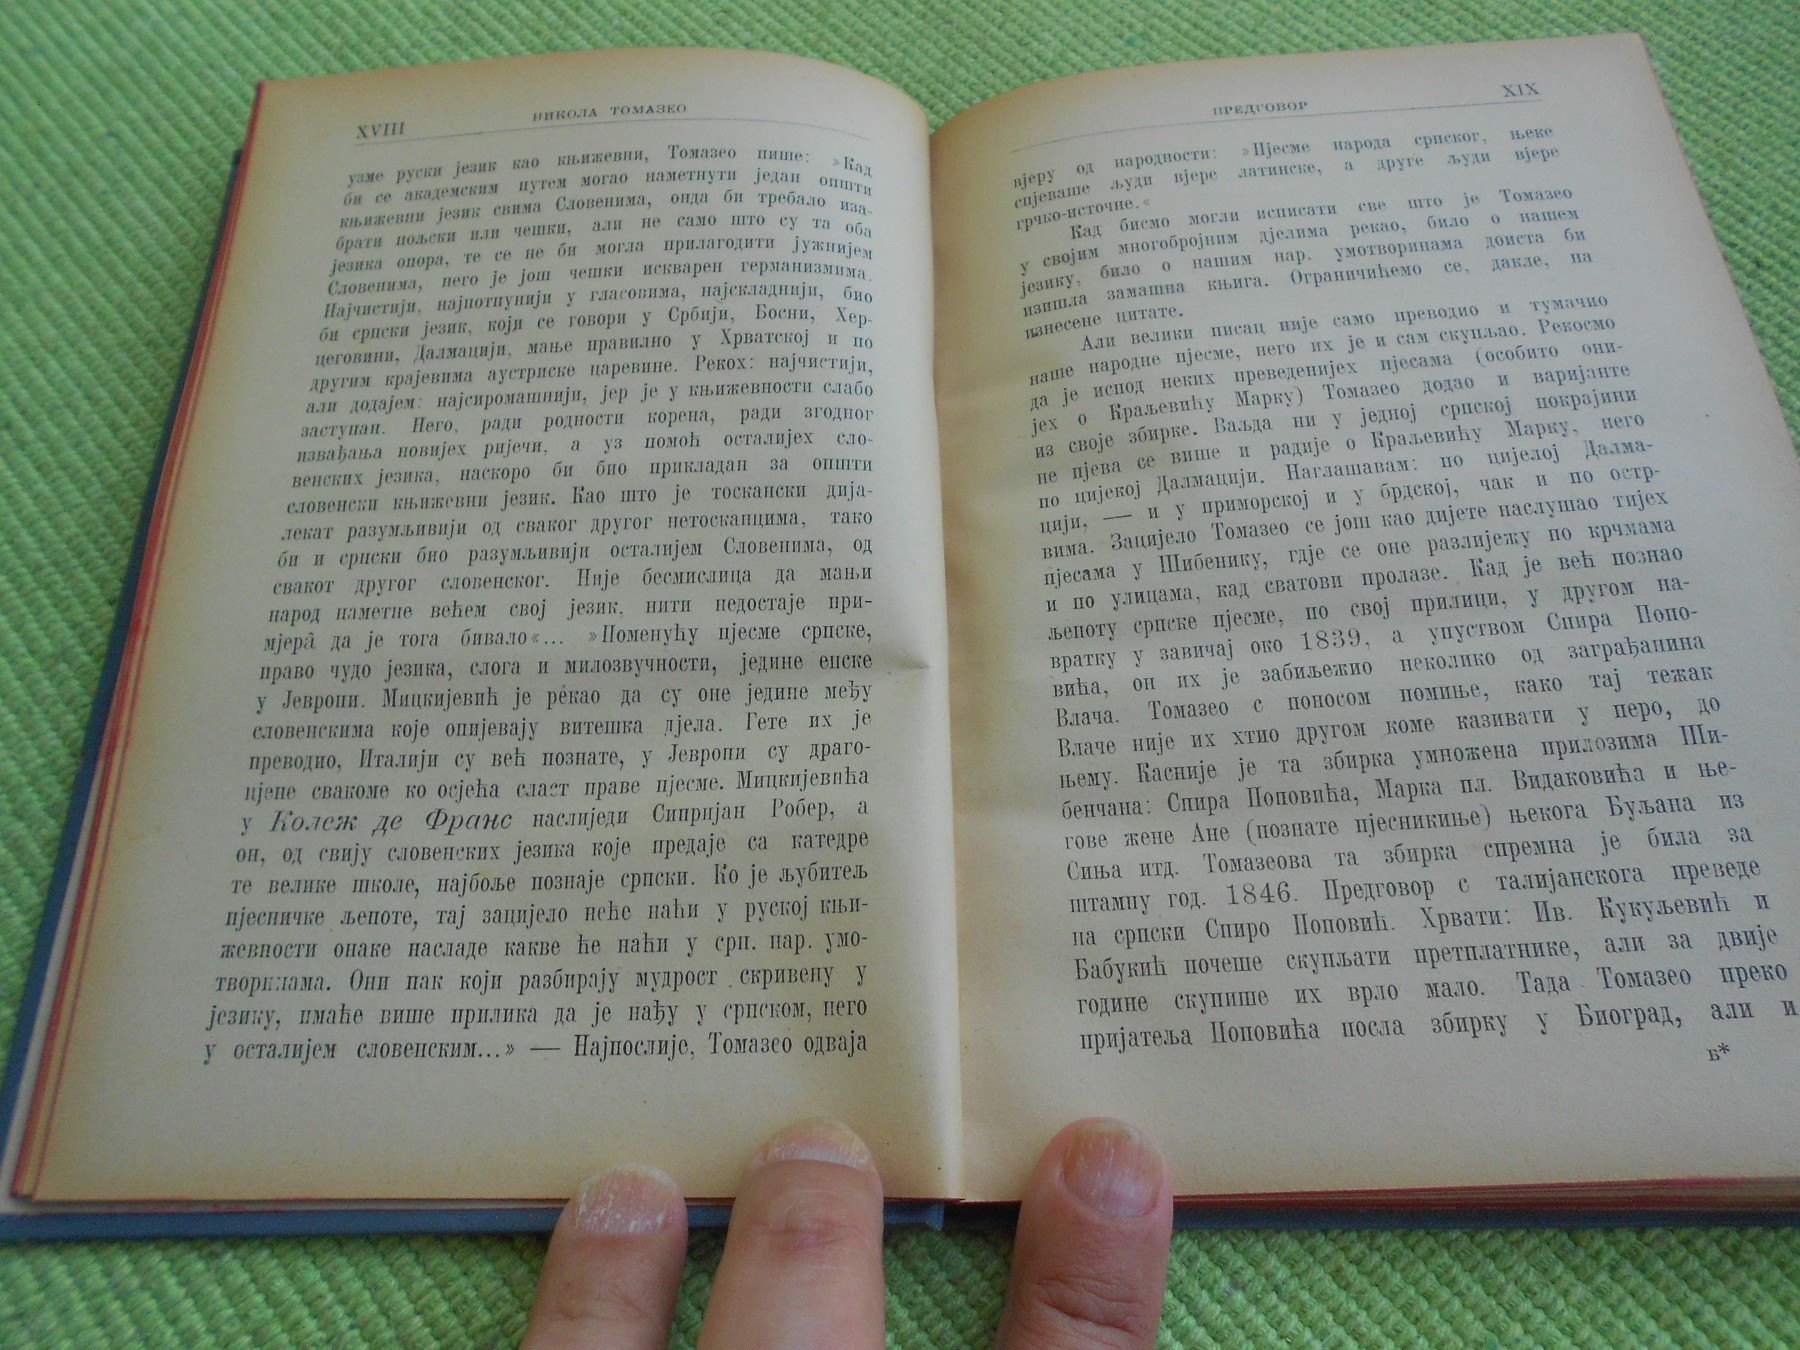 XVIII
НИКОЛА ТОМАЗЕО
узме руски језик као књижевни, Томазео пише: »Кад
би се академским путем могао наметнути један општи
књижевни језик свима Словенима, онда би требало иза-
брати пољски или чешки, али не само што су та оба
језика опора, те се не би могла прилагодити јужнијем
Словенима, него је још чешки искварен германизмима.
Најчистији, најпотпунији у гласовима, најскладнији, био
би српски језик, који се говори у Србији, Босни, Хер-
цеговини, Далмацији, мање правилно у Хрватској и по
другим крајевима аустриске царевине. Рекох: најчистији,
али додајем: најсиромашнији, јер је у књижевности слабо
заступан. Него, ради родности корена, ради згодног
извађања новијех ријечи, а уз помоћ осталијех сло-
венских језика, наскоро би био прикладан за општи
словенски књижевни језик. Као што је тоскански дија-
лекат разумљивији од сваког другог нетосканцима, тако
би и српски био разумљивији осталијем Словенима, од
свакот другог словенског. Није бесмислица да мањи
народ наметне већем свој језик, нити недостаје при-
мјера̂ да је тога бивало«... »Поменућу пјесме српске,
право чудо језика, слога и милозвучности, једине епске
у Јевропи. Мицкијевић је ре́као да су оне једине међу
словенскима које опијевају витешка дјела. Гете их је
преводио, Италији су већ познате, у Јевропи су драго-
цјене свакоме ко осјећа сласт праве пјесме. Мицкијевића
у Колеж де Франс наслиједи Сипријан Робер, а
он, од свију словенских језика које предаје са катедре
те велике школе, најбоље познаје српски. Ко је љубитељ
пјесничке љепоте, тај зацијело неће наћи у руској књи-
жевности онаке насладе какве ће наћи у срп. нар. умо-
творинама. Они пак који разбирају мудрост скривену у
језику, имаће више прилика да је нађу у српском, него
у осталијем словенским...» — Најпослије, Томазео одваја
ПРЕДГОВОР
XIX
вјеру од народности: »Пјесме народа српског, њеке
спјеваше људи вјере латинске, а друге људи вјере
грчко-источне.«
Кад бисмо могли исписати све што је Томазео
у својим многобројним дјелима рекао, било о нашем
језику, било о нашим нар. умотворинама доиста би
изишла замашна књига. Ограничићемо се, дакле, на
изнесене цитате.
Али велики писац није само преводио и тумачио
наше народне пјесме, него их је и сам скупљао. Рекосмо
да је испод неких преведенијех пјесама (особито они-
јех о Краљевићу Марку) Томазео додао и варијанте
из своје збирке. Ваљда ни у једној српској покрајини
не пјева се више и радије о Краљевићу Марку, него
по цијекој Далмацији. Наглашавам: по цијелој Далма-
цији, — и у приморској и у брдској, чак и по остр-
вима. Зацијело Томазео се још као дијете наслушао тијех
пјесама у Шибенику, гдје се оне разлијежу по крчмама
и по улицама, кад сватови пролазе. Кад је већ познао
љепоту српске пјесме, по свој прилици, у другом по-
вратку у завичај око 1839, а упуством Спира Попо-
вића, он их је забиљежио неколико од заграђанина
Влача. Томазео с поносом помиње, како тај тежак
Влаче није их хтио другом коме казивати у перо, до
њему. Касније је та збирка умножена прилозима Ши-
бенчана: Спира Поповића, Марка пл. Видаковића и ње-
гове жене Ане (познате пјесникиње) њекога Буљана из
Сиња итд. Томазеова та збирка спремна је била за
штампу год. 1846. Предговор с талијанскога преведе
на српски Спиро Поповић. Хрвати: Ив. Кукуљевић и
Бабукић почеше скупљати претплатнике, али за двије
године скупише их врло мало. Тада Томазео преко
пријатеља Поповића посла збирку у Биоград, али и
Б*